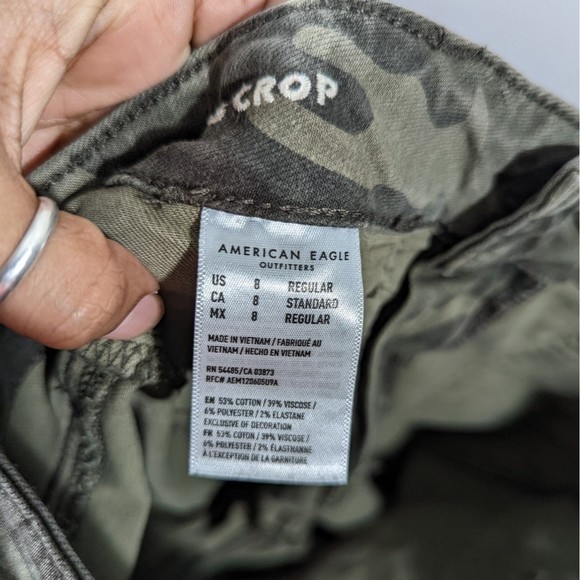 CROP
AMERICAN EAGLE
OUTFITTERS
US 8 REGULAR
CA 8 STANDARD
MX 8 REGULAR
MADE IN VIETNAM / FABRIQUÉ AU
VIETNAM / HECHO EN VIETNAM
RN 54485/CA 03873
RFC# AEM12060509A
EN 53% COTTON / 39% VISCOSE /
6% POLYESTER / 2% ELASTANE
EXCLUSIVE OF DECORATION
FR 53% COTON / 39% VISCOSE /
6% POLYESTER / 2% ÉLASTHANNE
À L'EXCEPTION DE LA GARNITURE